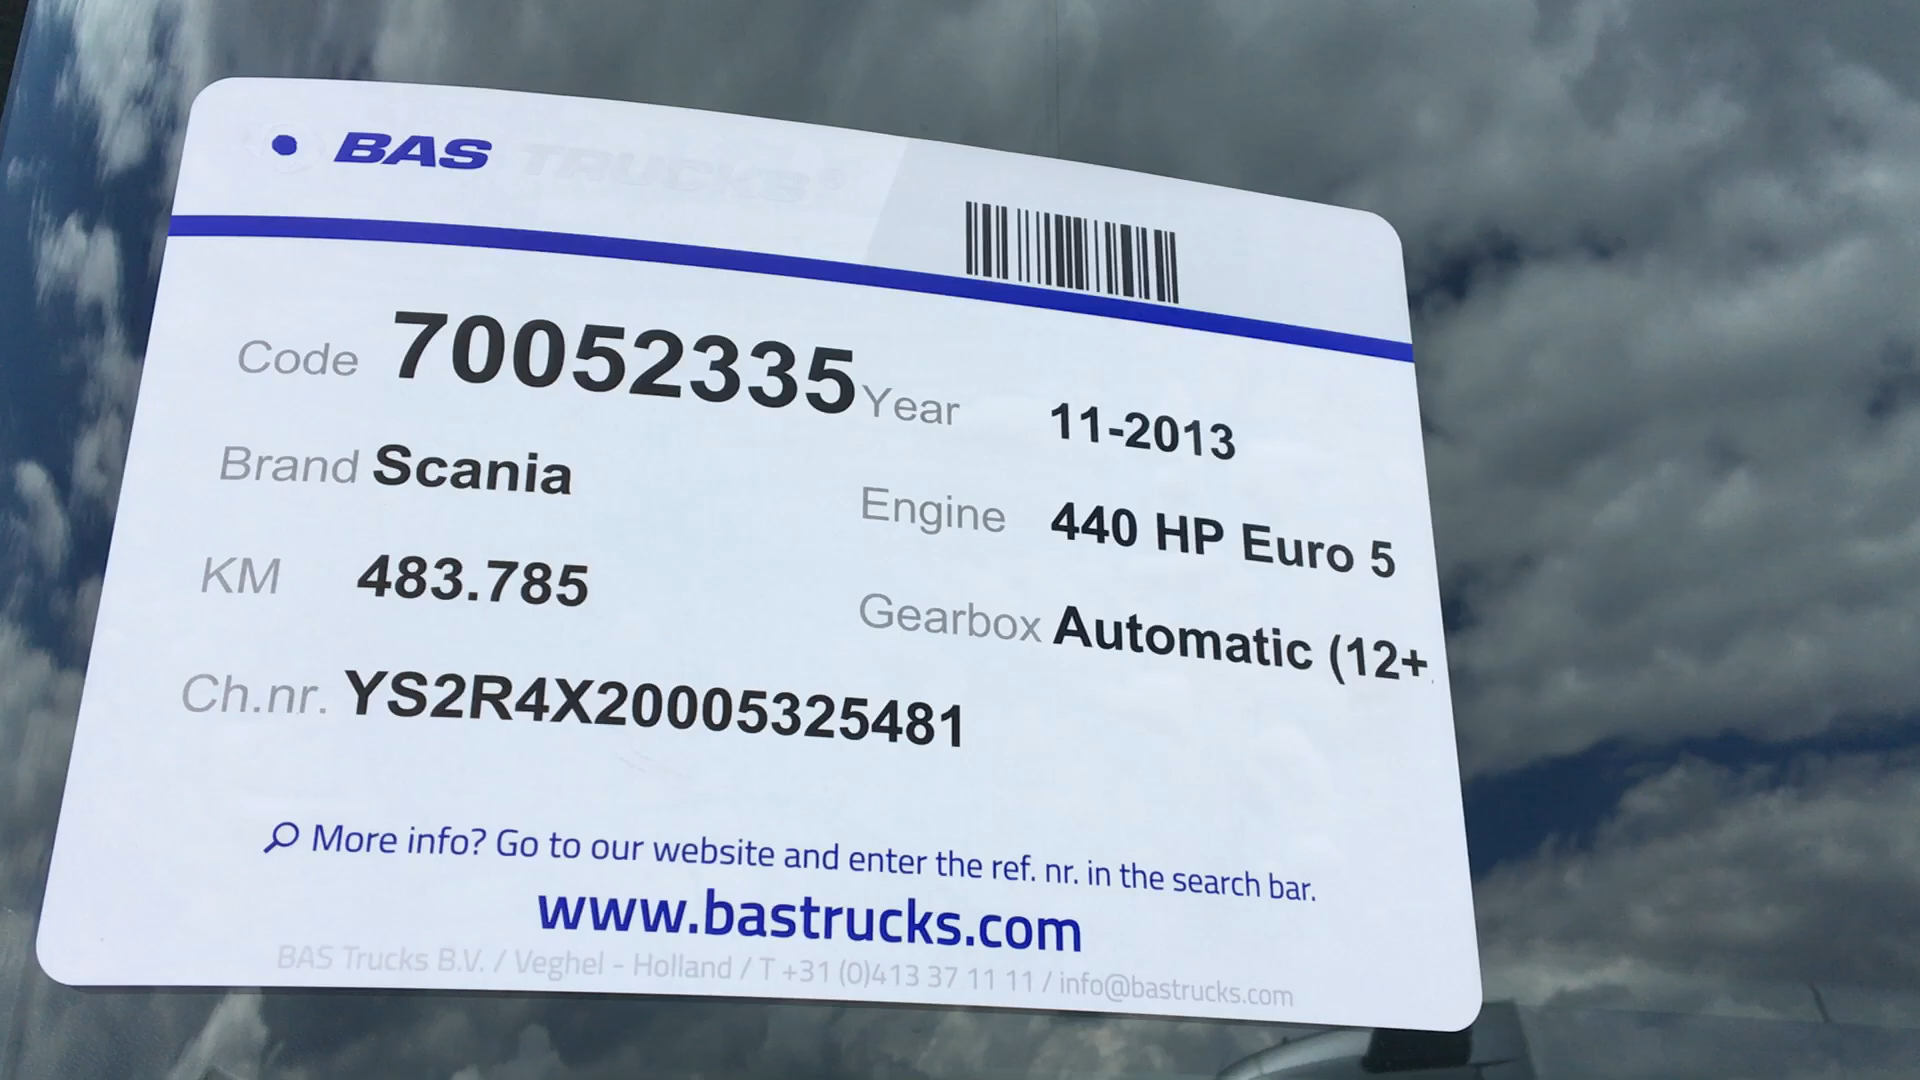 BAS TRUCKS®
Code 70052335
Year 11-2013
Brand Scania
Engine 440 HP Euro 5
KM 483.785
Gearbox Automatic (12+
Ch.nr. YS2R4X20005325481
More info? Go to our website and enter the ref. nr. in the search bar.
www.bastrucks.com
BAS Trucks B.V. / Veghel - Holland / T +31 (0)413 37 11 11 / info@bastrucks.com